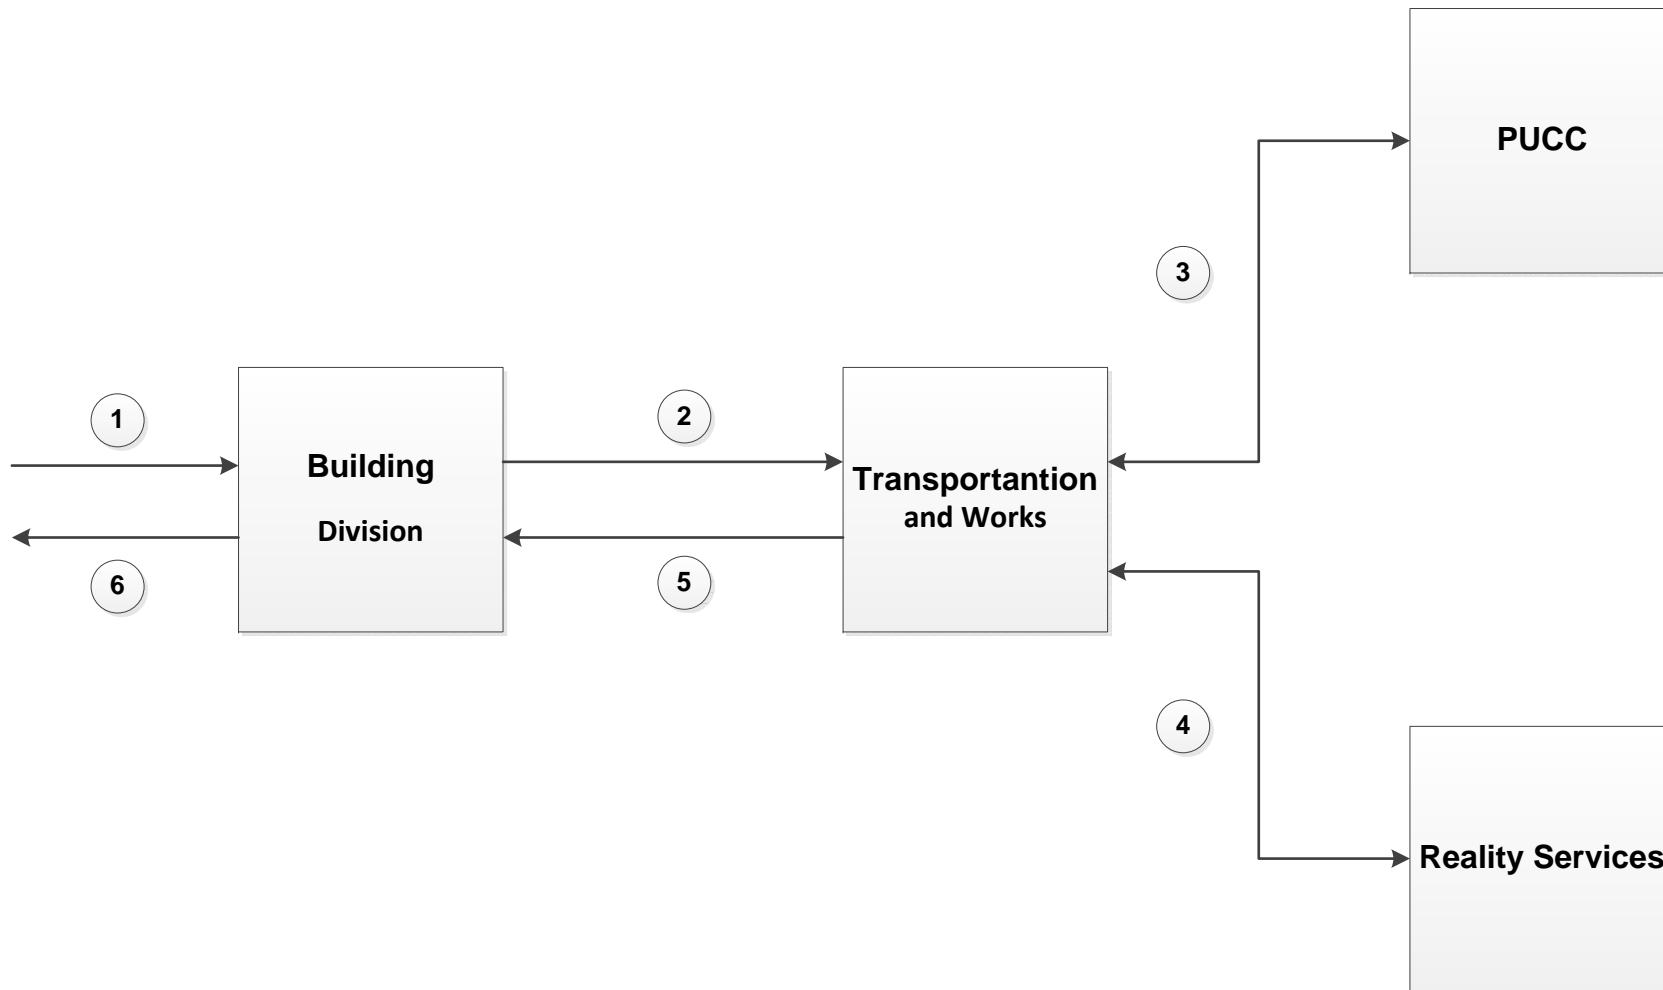 PUCC
3
1
2
Building
Division
Transportantion
and Works
6
5
4
Reality Services